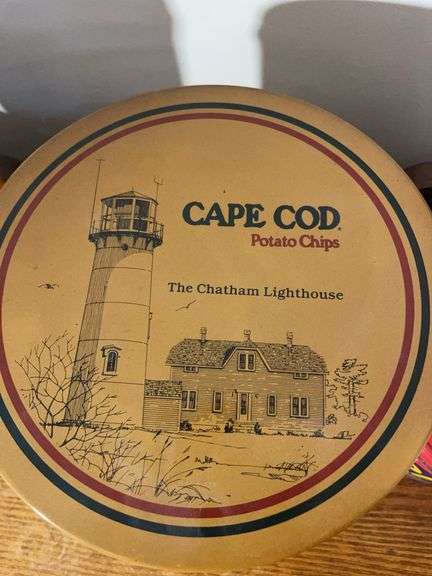 CAPE COD®
Potato Chips
The Chatham Lighthouse